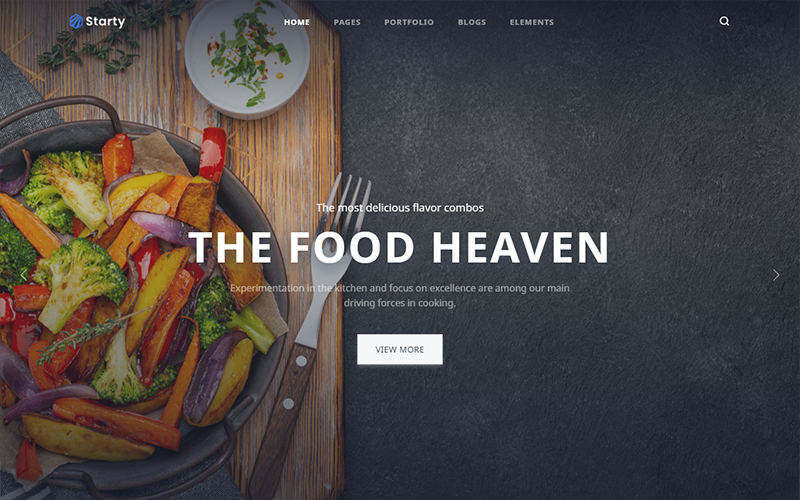 Starty
HOME PAGES PORTFOLIO BLOGS ELEMENTS
The most delicious flavor combos
THE FOOD HEAVEN
Experimentation in the kitchen and focus on excellence are among our main
driving forces in cooking.
VIEW MORE